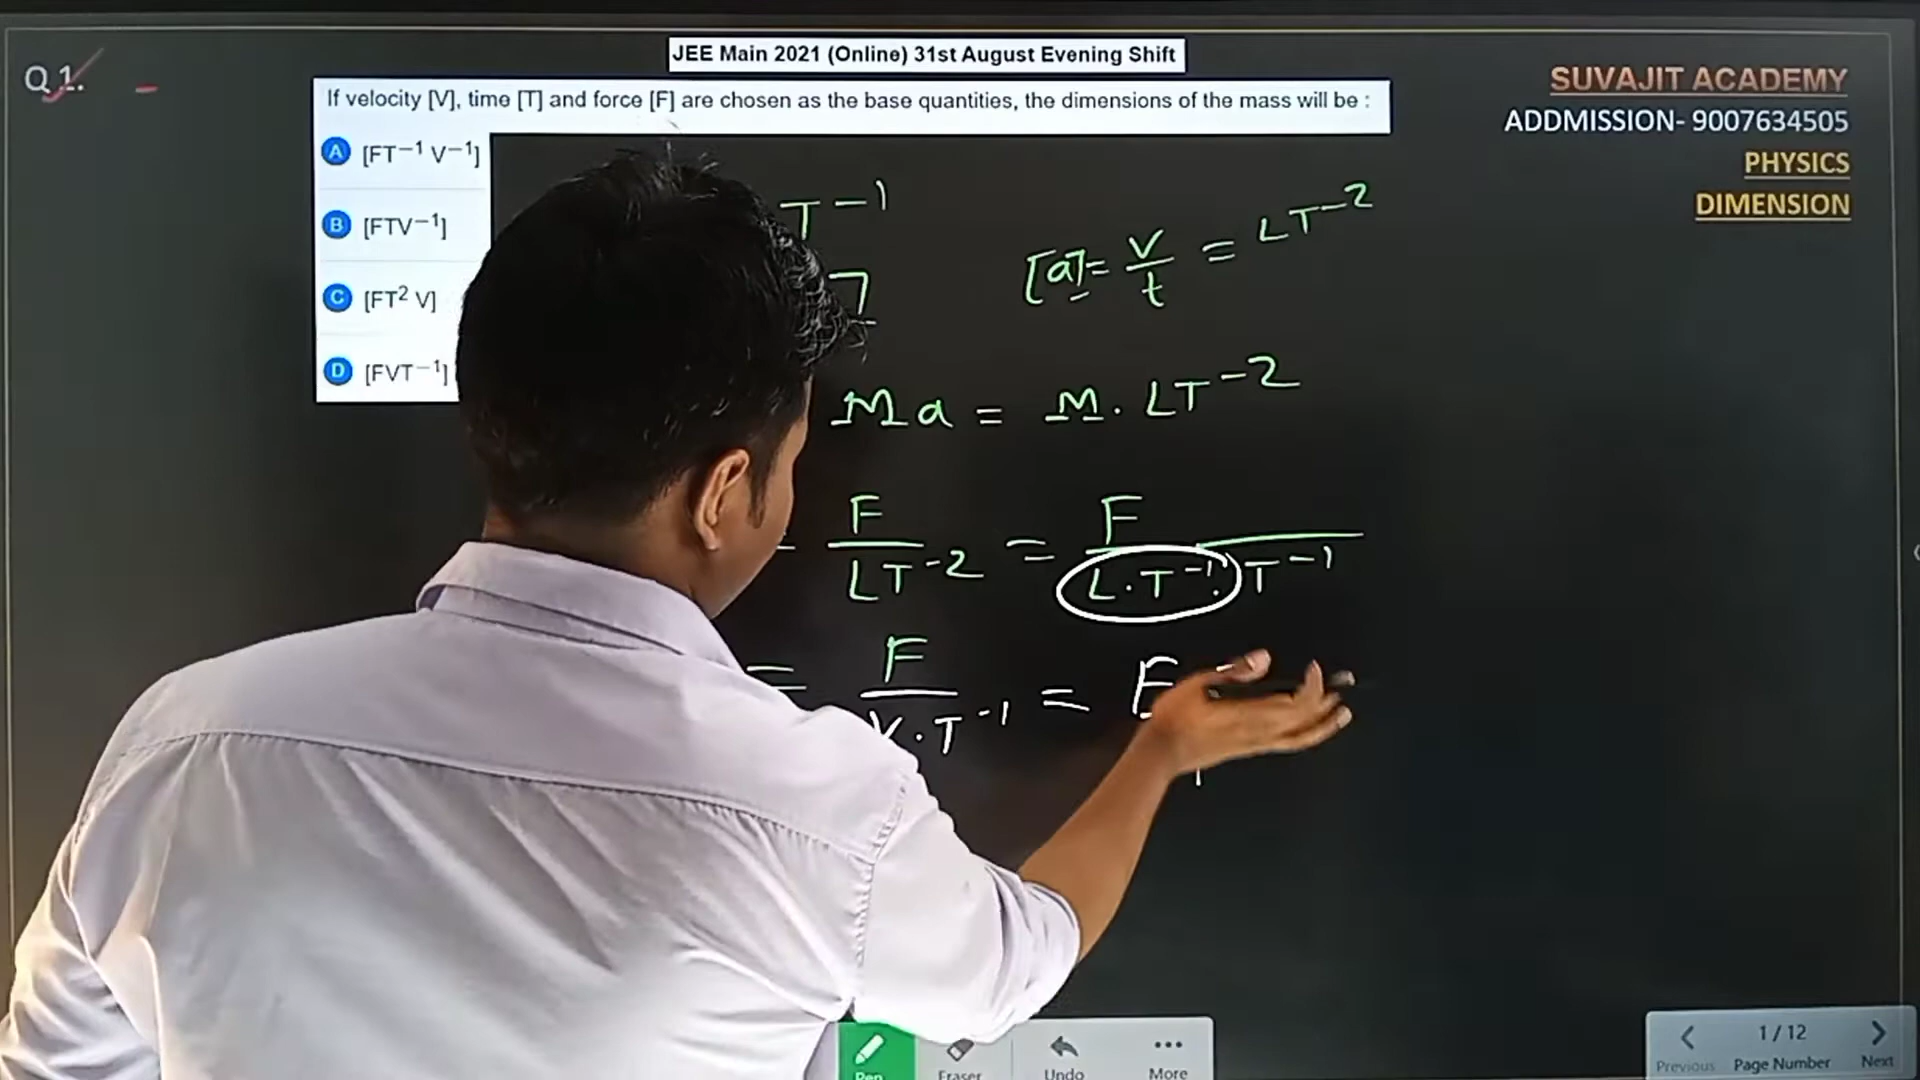 Q 1.
JEE Main 2021 (Online) 31st August Evening Shift
If velocity [V], time [T] and force [F] are chosen as the base quantities, the dimensions of the mass will be :
A [FT⁻¹ V⁻¹]
B [FTV⁻¹]
C [FT² V]
D [FVT⁻¹]
SUVAJIT ACADEMY
ADDMISSION- 9007634505
PHYSICS
DIMENSION
T⁻¹
[a] = V/t = LT⁻²
Ma = M. LT⁻²
F/LT⁻² = F/L.T⁻¹.T⁻¹
= F/V.T⁻¹ = F
Pen
Eraser
Undo
More
1 / 12
Previous
Page Number
Next